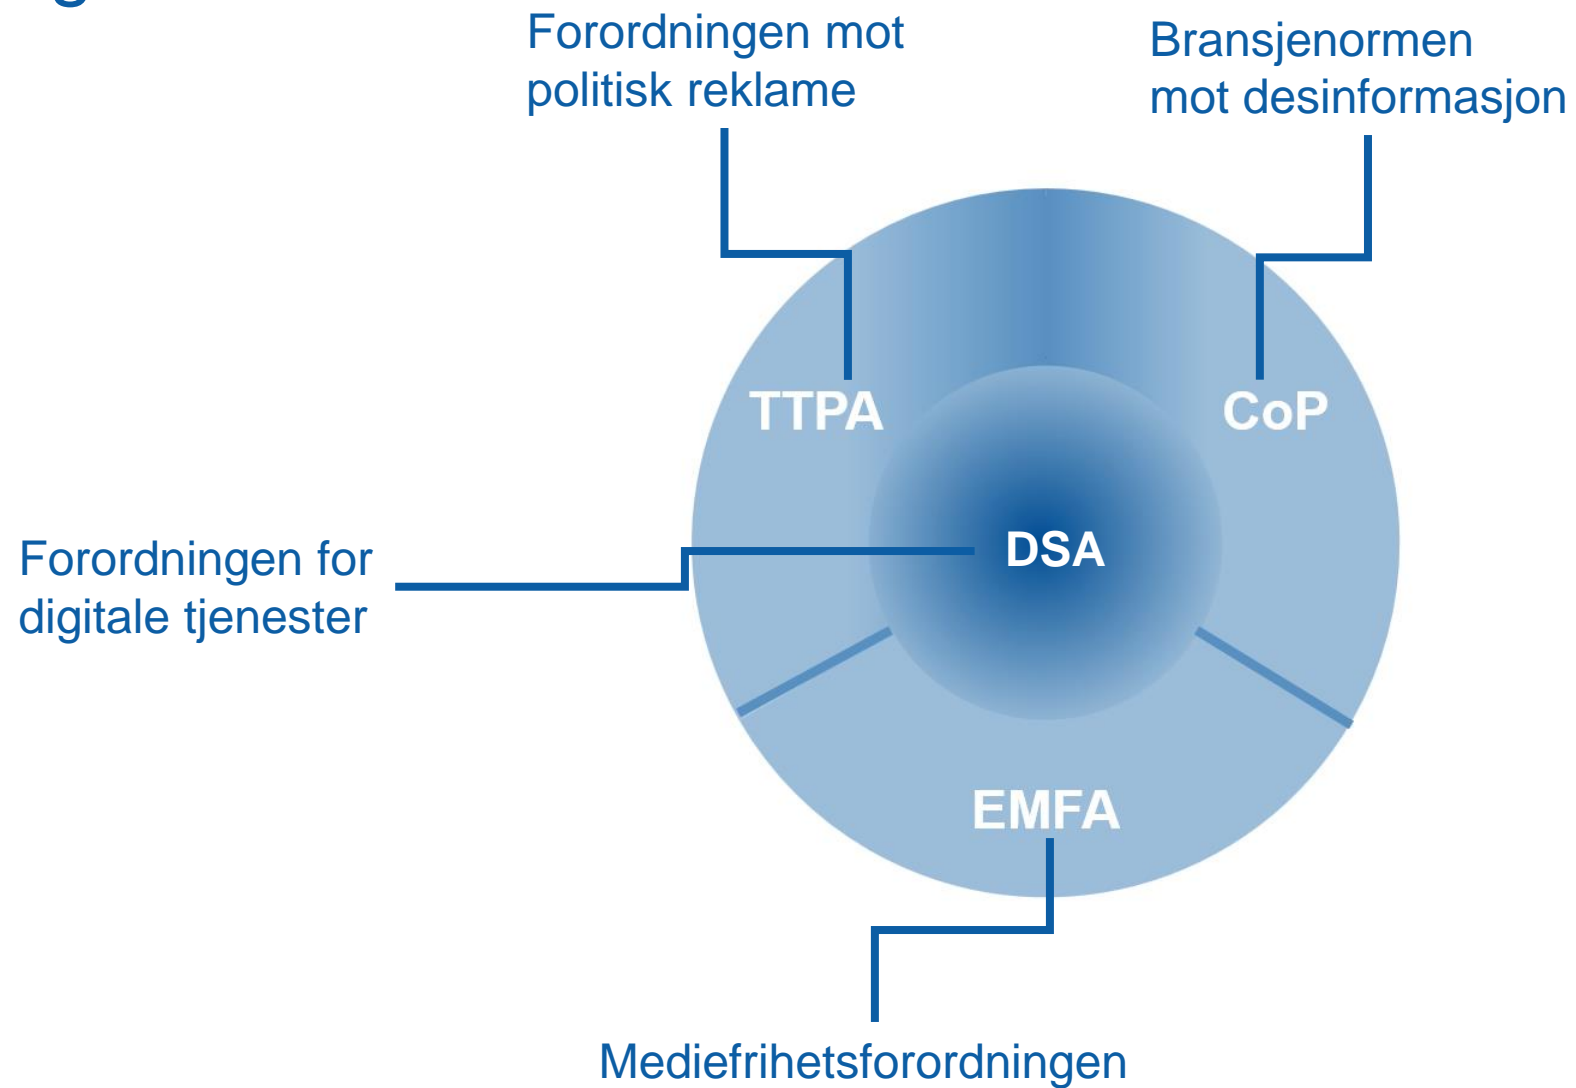 Forordningen mot
politisk reklame
Bransjenormen
mot desinformasjon
TTPA
CoP
Forordningen for
digitale tjenester
DSA
EMFA
Mediefrihetsforordningen